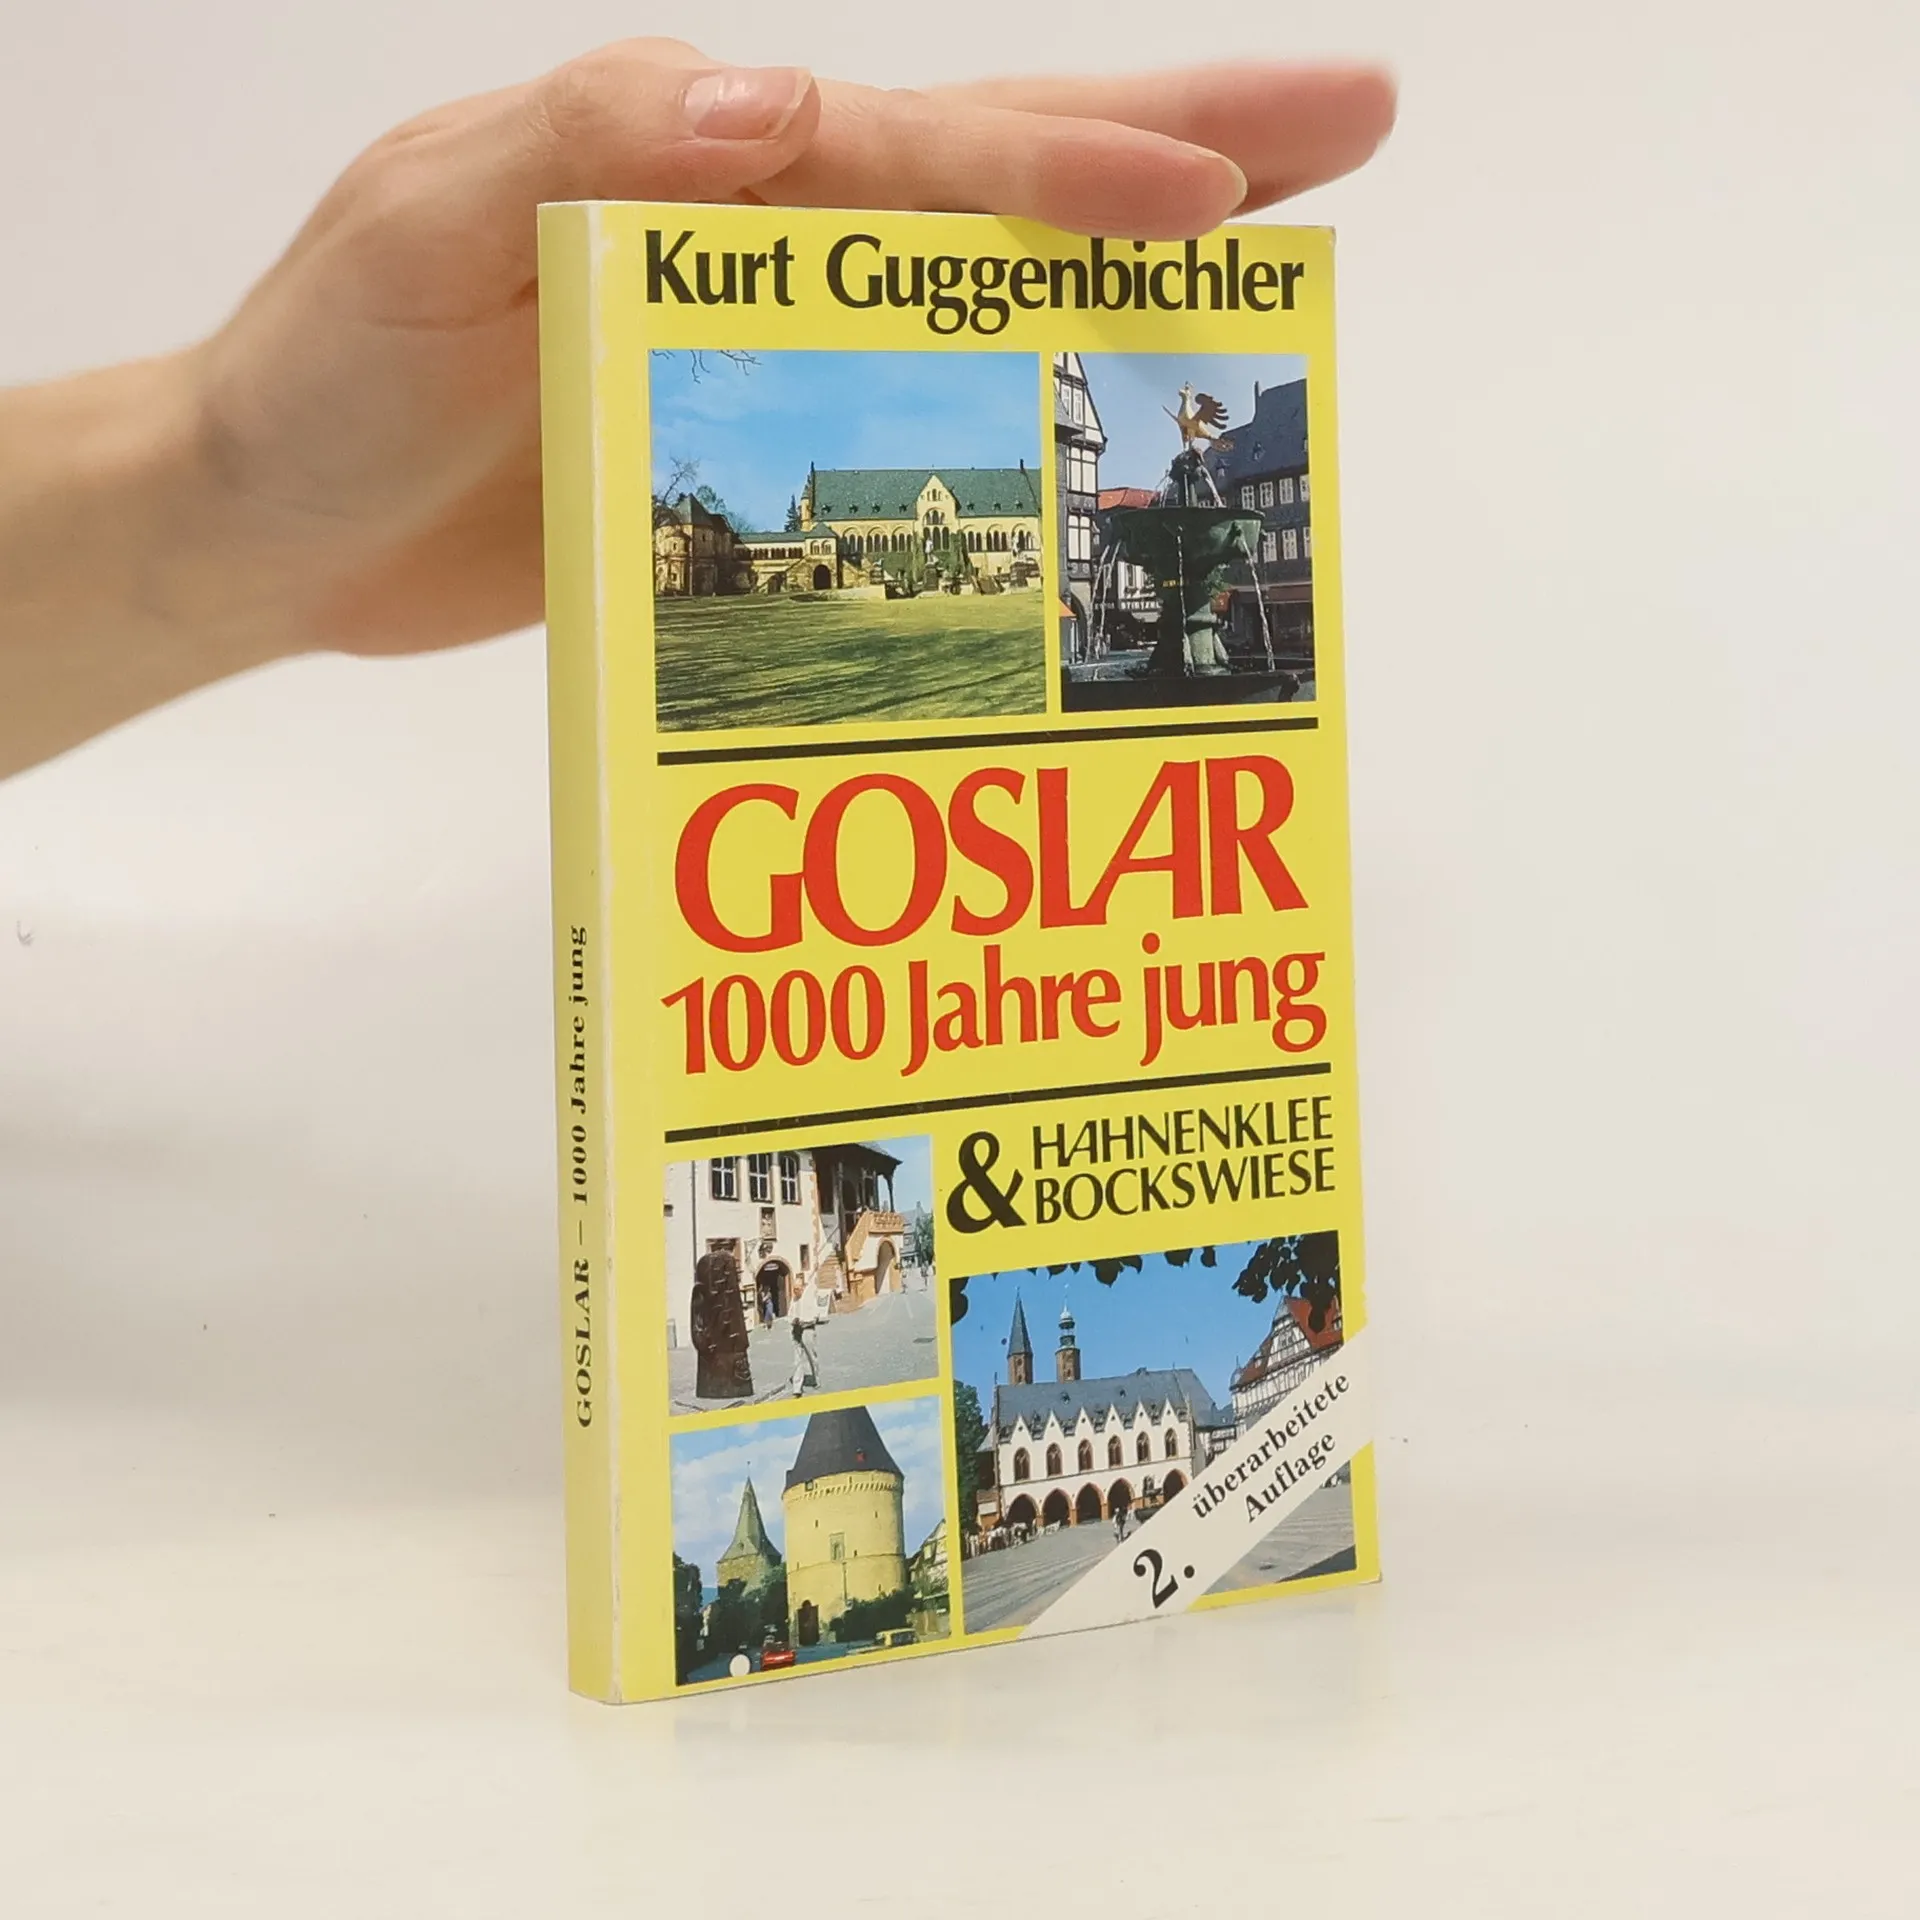 Kurt Guggenbichler
GOSLAR
1000 Jahre jung
& HAHNENKLEE
BOCKSWIESE
2. überarbeitete
Auflage
GOSLAR – 1000 Jahre jung